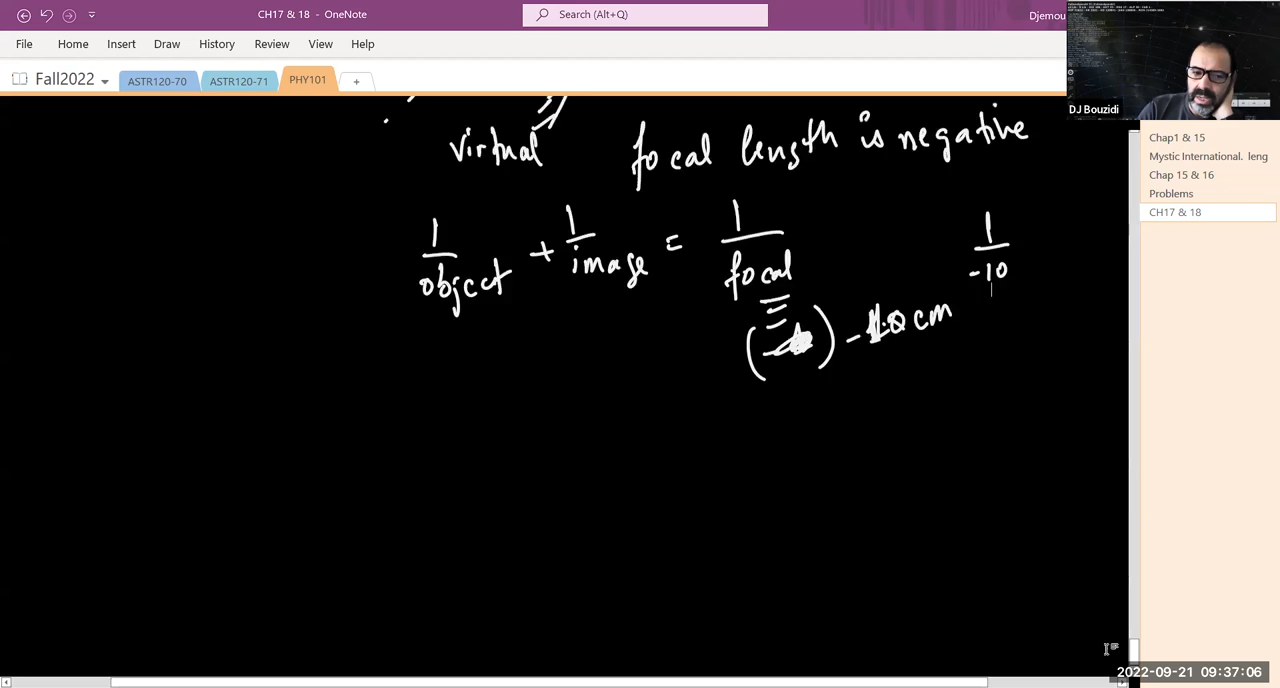 CH17 & 18 - OneNote
Search (Alt+Q)
Djemou
File Home Insert Draw History Review View Help
Fall2022 ASTR120-70 ASTR120-71 PHY101 +
DJ Bouzidi
Chap1 & 15
Mystic International. leng
Chap 15 & 16
Problems
CH17 & 18
virtual focal length is negative
1/object + 1/image = 1/focal
1/-10
( ) -10 cm
2022-09-21 09:37:06